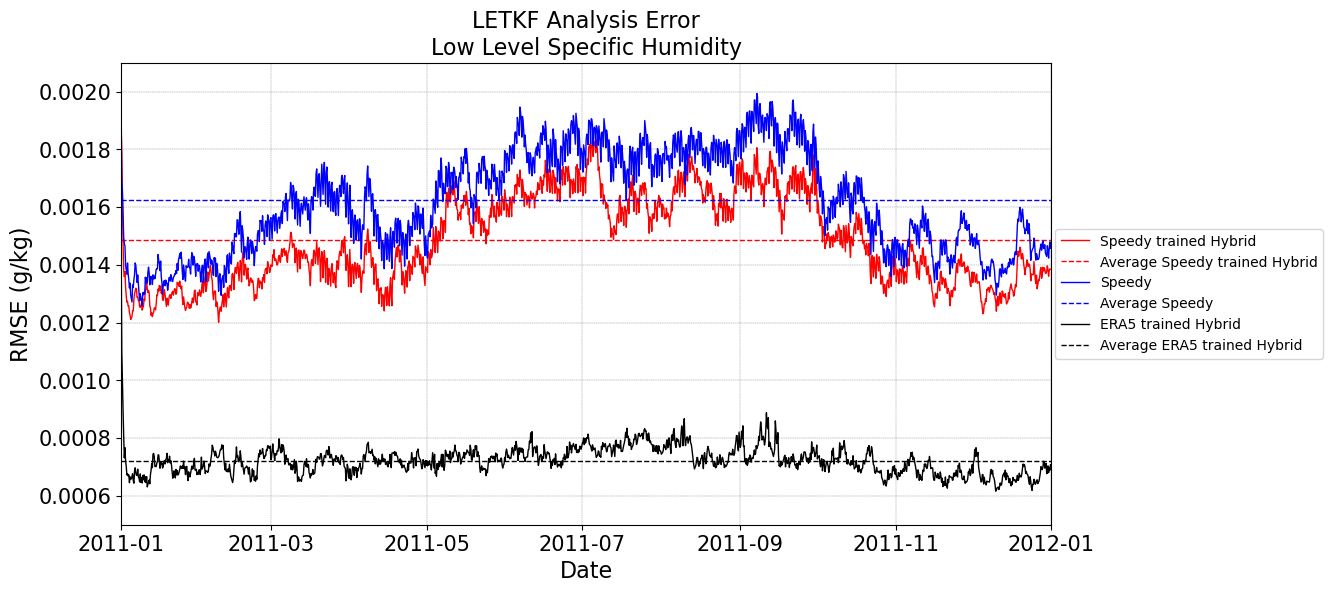 LETKF Analysis Error
Low Level Specific Humidity
RMSE (g/kg)
0.0020
0.0018
0.0016
0.0014
0.0012
0.0010
0.0008
0.0006
2011-01
2011-03
2011-05
2011-07
2011-09
2011-11
2012-01
Date
Speedy trained Hybrid
Average Speedy trained Hybrid
Speedy
Average Speedy
ERA5 trained Hybrid
Average ERA5 trained Hybrid